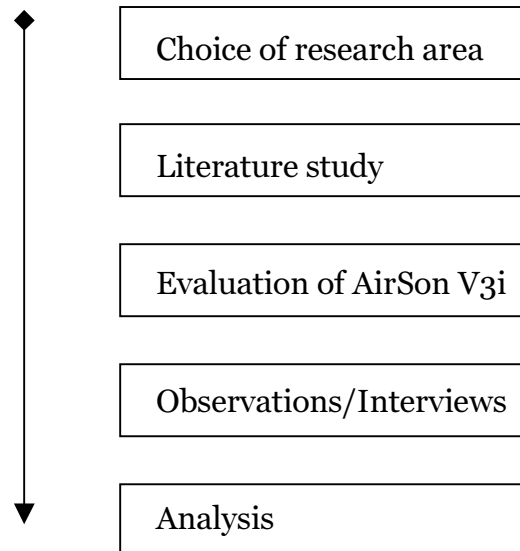 Choice of research area
Literature study
Evaluation of AirSon V3i
Observations/Interviews
Analysis